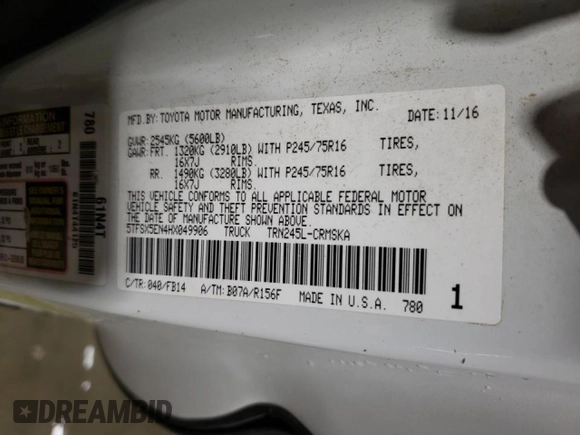 MFD.BY:TOYOTA MOTOR MANUFACTURING, TEXAS, INC. DATE:11/16
GVWR:2545KG (5600LB)
GAWR:FRT. 1320KG (2910LB) WITH P245/75R16 TIRES,
16X7J RIMS.
RR. 1490KG (3280LB) WITH P245/75R16 TIRES,
16X7J RIMS.
THIS VEHICLE CONFORMS TO ALL APPLICABLE FEDERAL MOTOR
VEHICLE SAFETY AND THEFT PREVENTION STANDARDS IN EFFECT ON
THE DATE OF MANUFACTURE SHOWN ABOVE
5TFSX5EN4HX049906 TRUCK TRN245L-CRMSKA
C/TR: 040/FB14 A/TM: B07A/R156F MADE IN U.S.A. 780 1
780
61N4T
DREAMBID